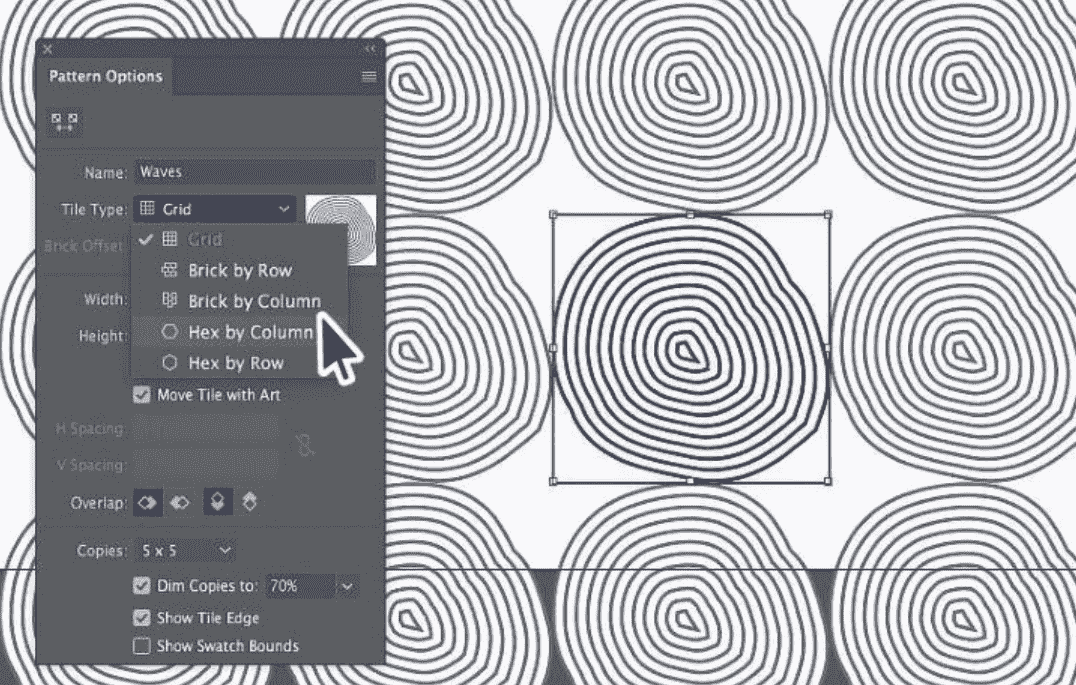 Pattern Options
Name: Waves
Tile Type: Grid
Brick Offset:
Grid
Brick by Row
Brick by Column
Width:
Hex by Column
Height:
Hex by Row
Move Tile with Art
H Spacing:
V Spacing:
Overlap:
Copies: 5 x 5
Dim Copies to: 70%
Show Tile Edge
Show Swatch Bounds